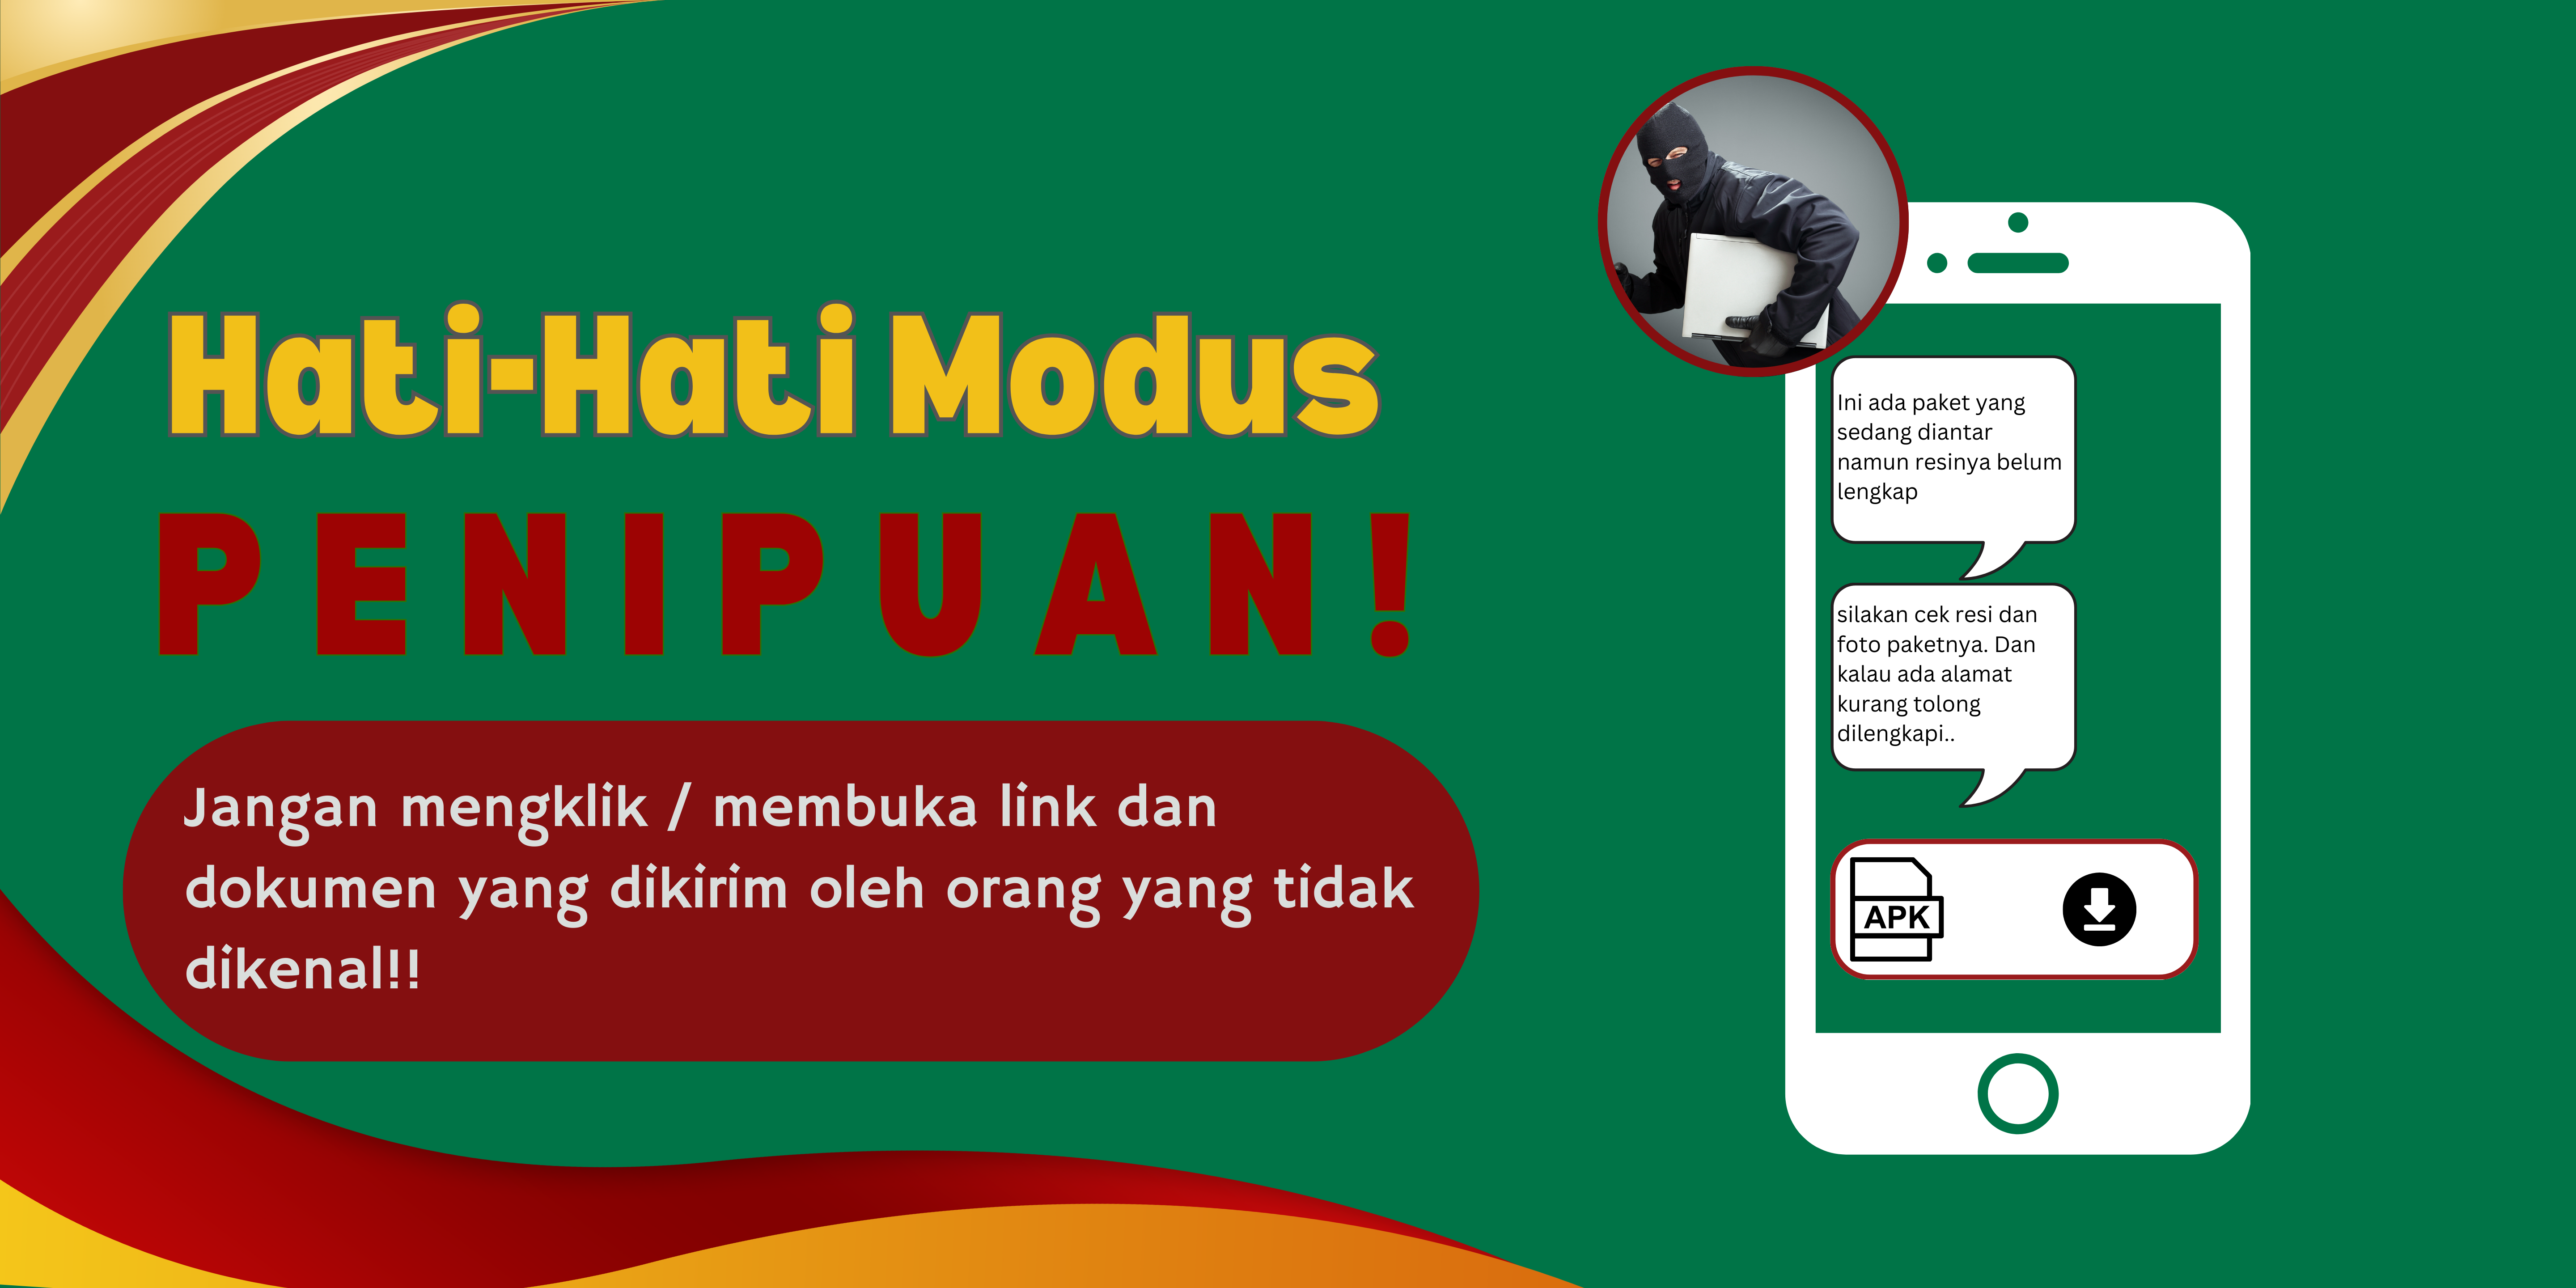 Hati-Hati Modus
PENIPUAN!
Jangan mengklik / membuka link dan
dokumen yang dikirim oleh orang yang tidak
dikenal!!
Ini ada paket yang
sedang diantar
namun resinya belum
lengkap
silakan cek resi dan
foto paketnya. Dan
kalau ada alamat
kurang tolong
dilengkapi..
APK